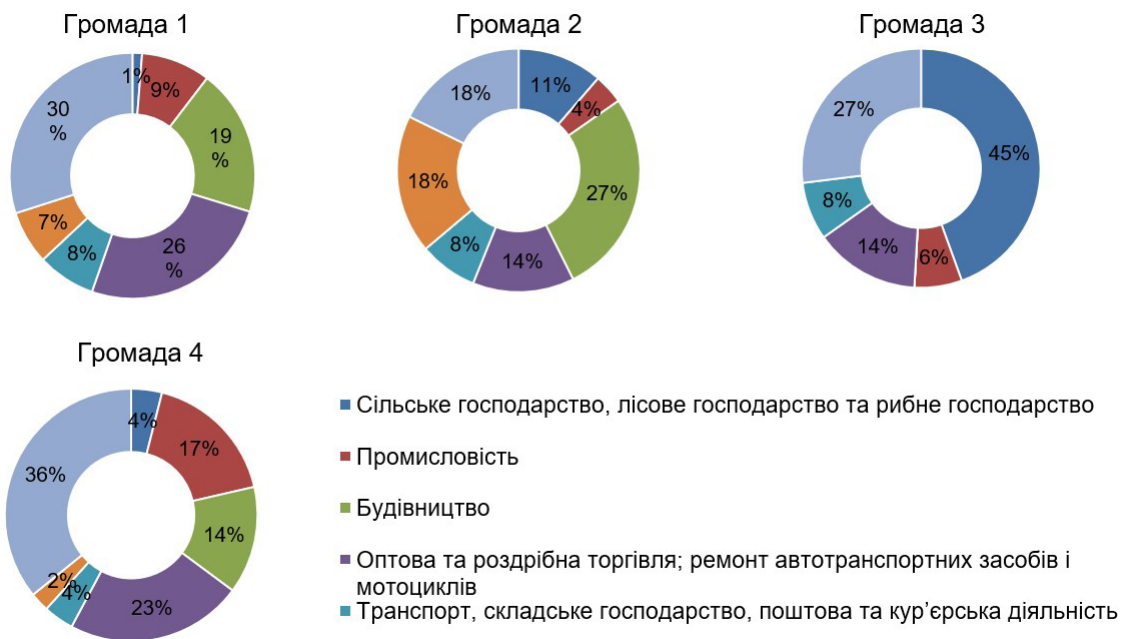 Громада 1
1%
9%
19
%
26
%
8%
7%
30
%
Громада 2
11%
4%
27%
14%
8%
18%
18%
Громада 3
45%
6%
14%
8%
27%
Громада 4
4%
17%
14%
23%
4%
2%
36%
Сільське господарство, лісове господарство та рибне господарство
Промисловість
Будівництво
Оптова та роздрібна торгівля; ремонт автотранспортних засобів і
мотоциклів
Транспорт, складське господарство, поштова та кур’єрська діяльність